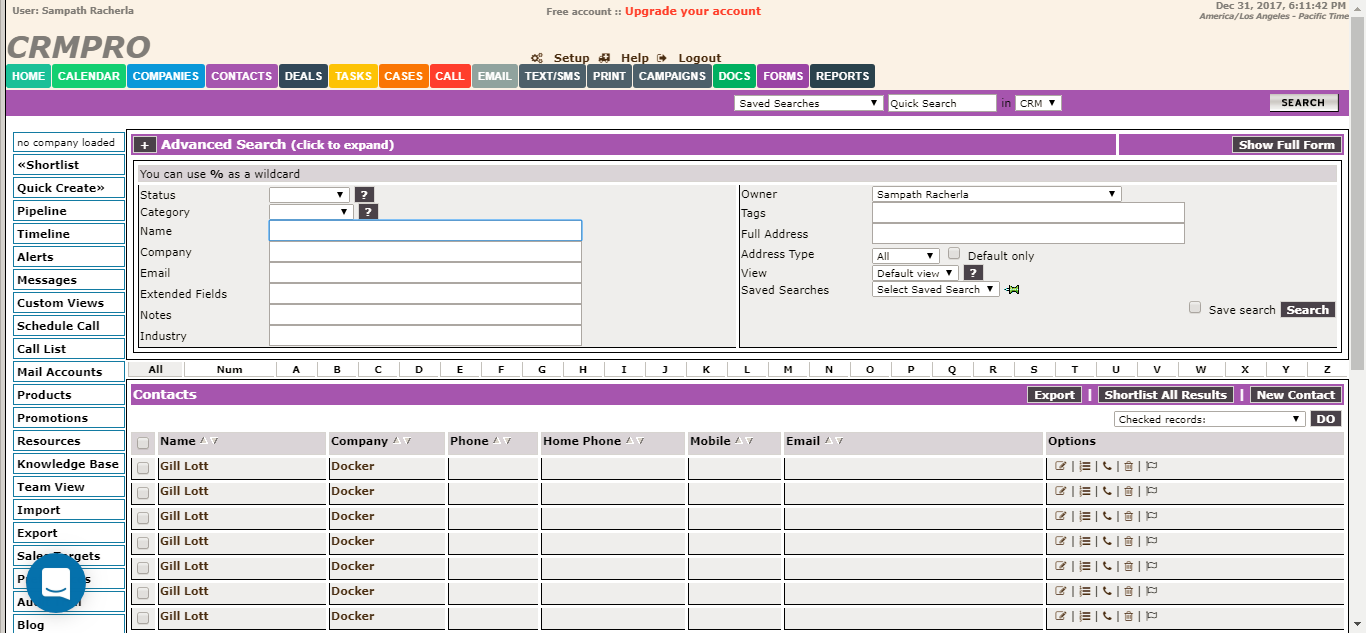 User: Sampath Racherla
Free account :: Upgrade your account
Dec 31, 2017, 6:11:42 PM
America/Los Angeles - Pacific Time
CRMPRO
Setup Help Logout
HOME CALENDAR COMPANIES CONTACTS DEALS TASKS CASES CALL EMAIL TEXT/SMS PRINT CAMPAIGNS DOCS FORMS REPORTS
Saved Searches Quick Search in CRM SEARCH
no company loaded
«Shortlist
Quick Create»
Pipeline
Timeline
Alerts
Messages
Custom Views
Schedule Call
Call List
Mail Accounts
Products
Promotions
Resources
Knowledge Base
Team View
Import
Export
Sales Targets
Blog
+ Advanced Search (click to expand) Show Full Form
You can use % as a wildcard
Status ?
Category ?
Name
Company
Email
Extended Fields
Notes
Industry
Owner Sampath Racherla
Tags
Full Address
Address Type All Default only
View Default view ?
Saved Searches Select Saved Search
Save search Search
All Num A B C D E F G H I J K L M N O P Q R S T U V W X Y Z
Contacts Export | Shortlist All Results | New Contact
Checked records: DO
Name Company Phone Home Phone Mobile Email Options
Gill Lott Docker | | | |
Gill Lott Docker | | | |
Gill Lott Docker | | | |
Gill Lott Docker | | | |
Gill Lott Docker | | | |
Gill Lott Docker | | | |
Gill Lott Docker | | | |